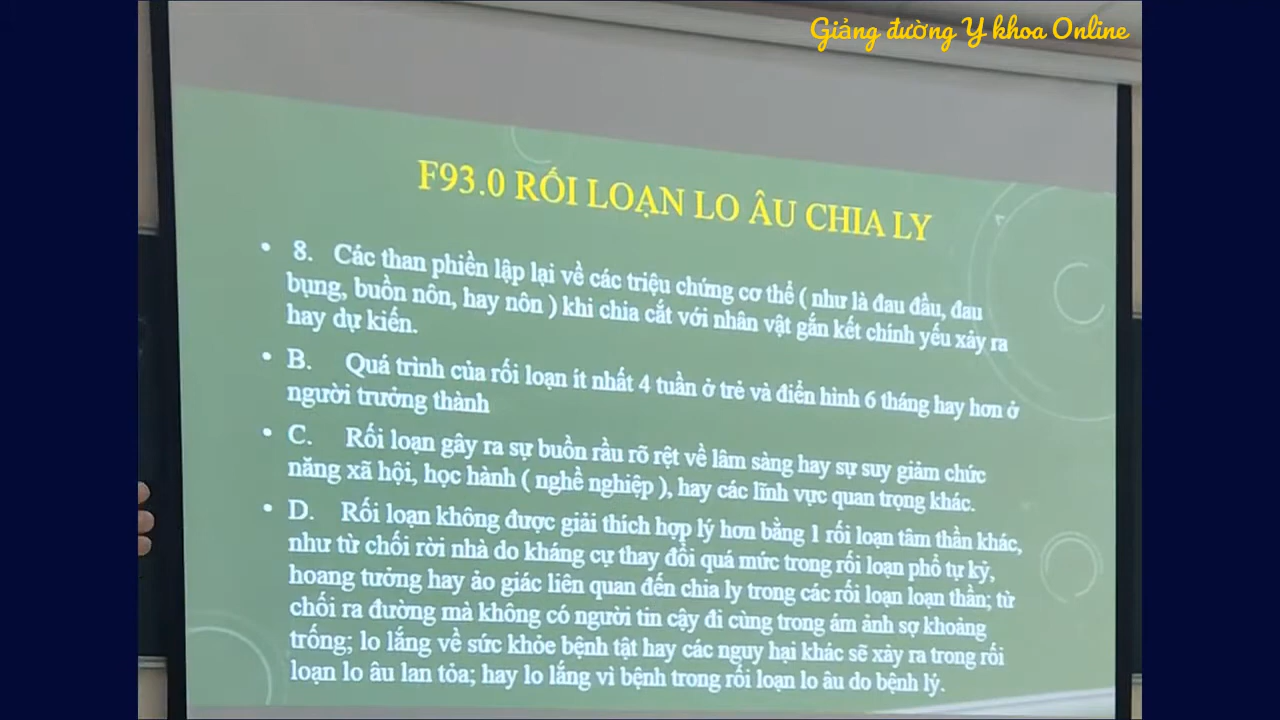 Giảng đường Y khoa Online
F93.0 RỐI LOẠN LO ÂU CHIA LY
• 8. Các than phiền lập lại về các triệu chứng cơ thể ( như là đau đầu, đau
bụng, buồn nôn, hay nôn ) khi chia cắt với nhân vật gắn kết chính yếu xảy ra
hay dự kiến.
• B. Quá trình của rối loạn ít nhất 4 tuần ở trẻ và điển hình 6 tháng hay hơn ở
người trưởng thành
• C. Rối loạn gây ra sự buồn rầu rõ rệt về lâm sàng hay sự suy giảm chức
năng xã hội, học hành ( nghề nghiệp ), hay các lĩnh vực quan trọng khác.
• D. Rối loạn không được giải thích hợp lý hơn bằng 1 rối loạn tâm thần khác,
như từ chối rời nhà do kháng cự thay đổi quá mức trong rối loạn phổ tự kỷ,
hoang tưởng hay ảo giác liên quan đến chia ly trong các rối loạn loạn thần; từ
chối ra đường mà không có người tin cậy đi cùng trong ám ảnh sợ khoảng
trống; lo lắng về sức khỏe bệnh tật hay các nguy hại khác sẽ xảy ra trong rối
loạn lo âu lan tỏa; hay lo lắng vì bệnh trong rối loạn lo âu do bệnh lý.